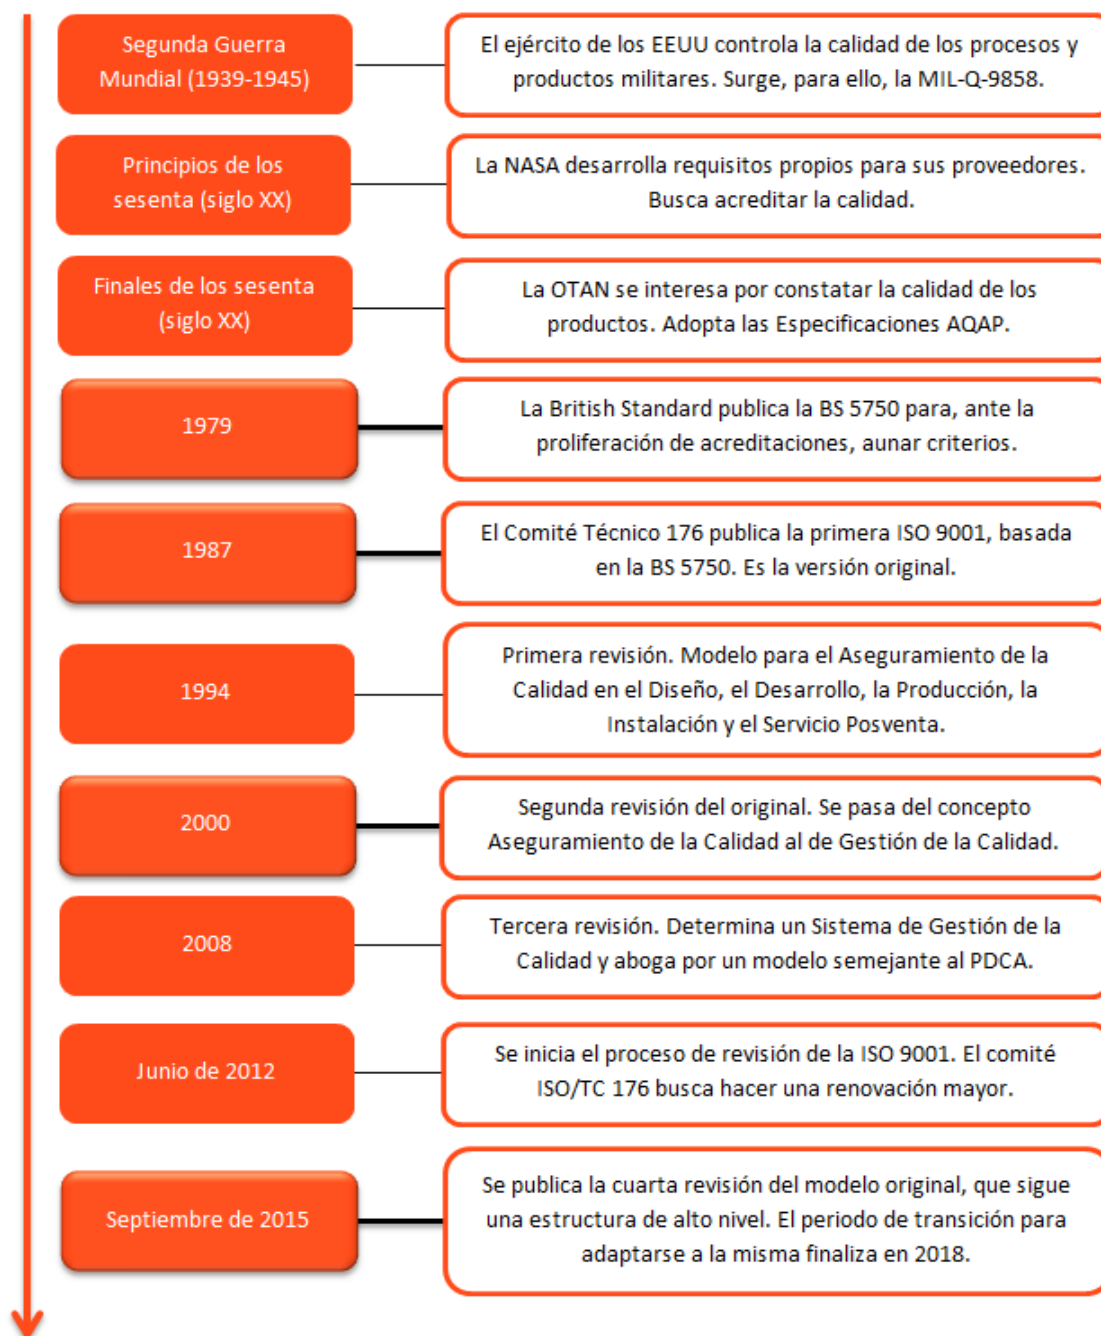 Segunda Guerra
Mundial (1939-1945)
El ejército de los EEUU controla la calidad de los procesos y
productos militares. Surge, para ello, la MIL-Q-9858.
Principios de los
sesenta (siglo XX)
La NASA desarrolla requisitos propios para sus proveedores.
Busca acreditar la calidad.
Finales de los sesenta
(siglo XX)
La OTAN se interesa por constatar la calidad de los
productos. Adopta las Especificaciones AQAP.
1979
La British Standard publica la BS 5750 para, ante la
proliferación de acreditaciones, aunar criterios.
1987
El Comité Técnico 176 publica la primera ISO 9001, basada
en la BS 5750. Es la versión original.
1994
Primera revisión. Modelo para el Aseguramiento de la
Calidad en el Diseño, el Desarrollo, la Producción, la
Instalación y el Servicio Posventa.
2000
Segunda revisión del original. Se pasa del concepto
Aseguramiento de la Calidad al de Gestión de la Calidad.
2008
Tercera revisión. Determina un Sistema de Gestión de la
Calidad y aboga por un modelo semejante al PDCA.
Junio de 2012
Se inicia el proceso de revisión de la ISO 9001. El comité
ISO/TC 176 busca hacer una renovación mayor.
Septiembre de 2015
Se publica la cuarta revisión del modelo original, que sigue
una estructura de alto nivel. El periodo de transición para
adaptarse a la misma finaliza en 2018.